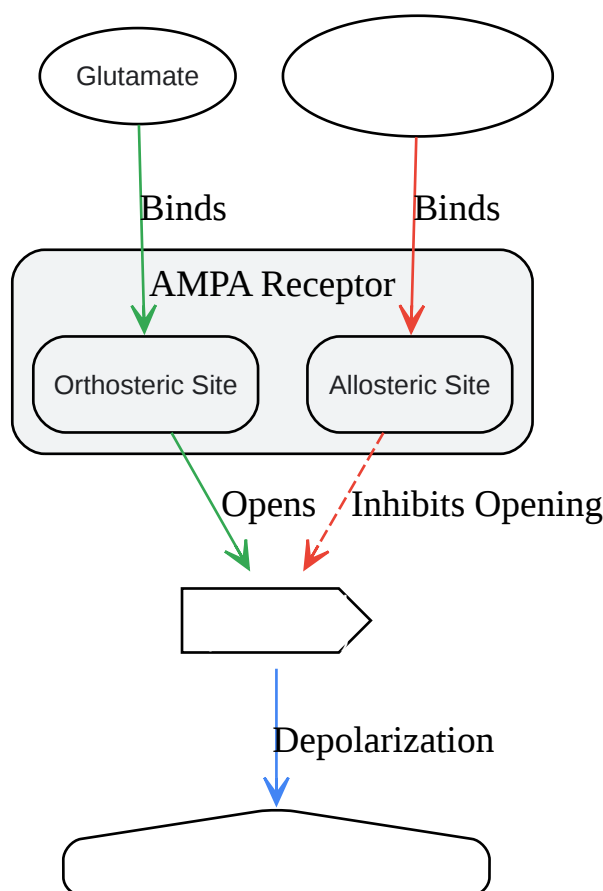 Glutamate
Binds
Binds
AMPA Receptor
Orthosteric Site
Allosteric Site
Opens
Inhibits Opening
Depolarization